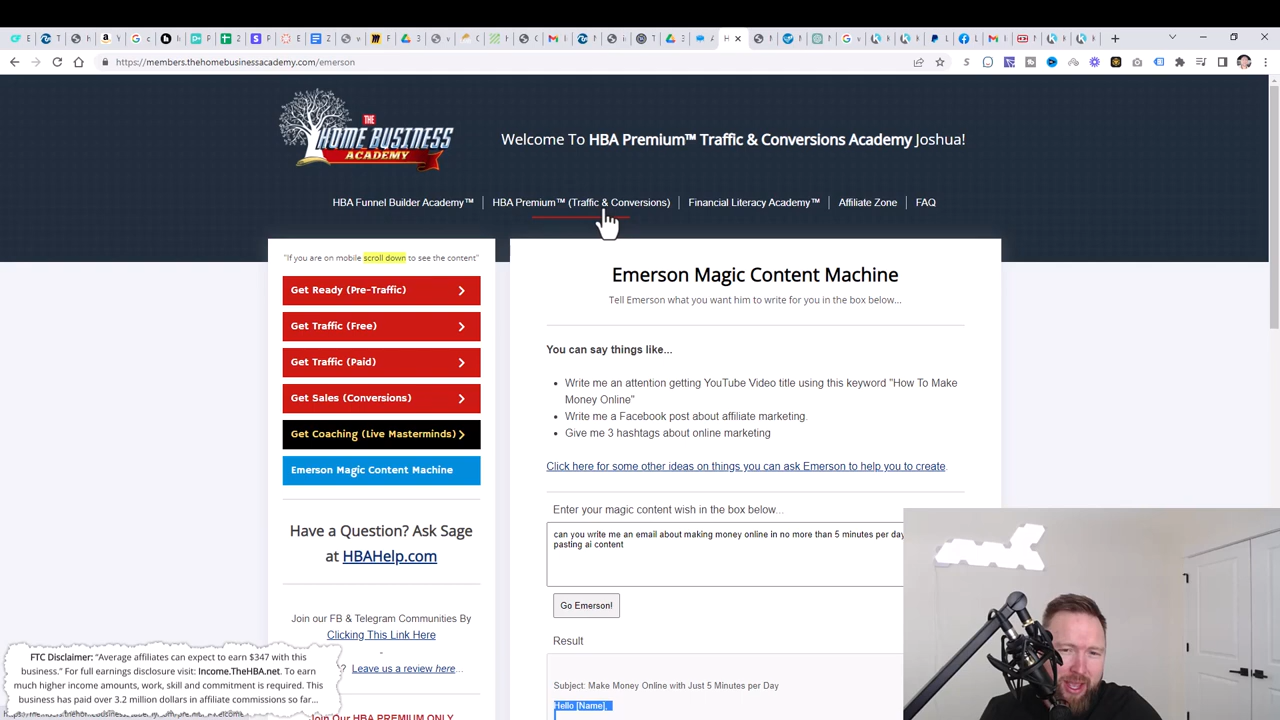 https://members.thehomebusinessacademy.com/emerson
THE
HOME BUSINESS
ACADEMY
Welcome To HBA Premium™ Traffic & Conversions Academy Joshua!
HBA Funnel Builder Academy™
HBA Premium™ (Traffic & Conversions)
Financial Literacy Academy™
Affiliate Zone
FAQ
"If you are on mobile scroll down to see the content"
Get Ready (Pre-Traffic)
Get Traffic (Free)
Get Traffic (Paid)
Get Sales (Conversions)
Get Coaching (Live Masterminds)
Emerson Magic Content Machine
Have a Question? Ask Sage
at HBAHelp.com
Join our FB & Telegram Communities By
Clicking This Link Here
? Leave us a review here...
Join Our HBA PREMIUM ONLY
Emerson Magic Content Machine
Tell Emerson what you want him to write for you in the box below...
You can say things like...
Write me an attention getting YouTube Video title using this keyword "How To Make
Money Online"
Write me a Facebook post about affiliate marketing.
Give me 3 hashtags about online marketing
Click here for some other ideas on things you can ask Emerson to help you to create.
Enter your magic content wish in the box below...
can you write me an email about making money online in no more than 5 minutes per day
pasting ai content
Go Emerson!
Result
Subject: Make Money Online with Just 5 Minutes per Day
Hello [Name],
FTC Disclaimer: "Average affiliates can expect to earn $347 with this
business." For full earnings disclosure visit: Income.TheHBA.net. To earn
much higher income amounts, work, skill and commitment is required. This
business has paid over 3.2 million dollars in affiliate commissions so far...